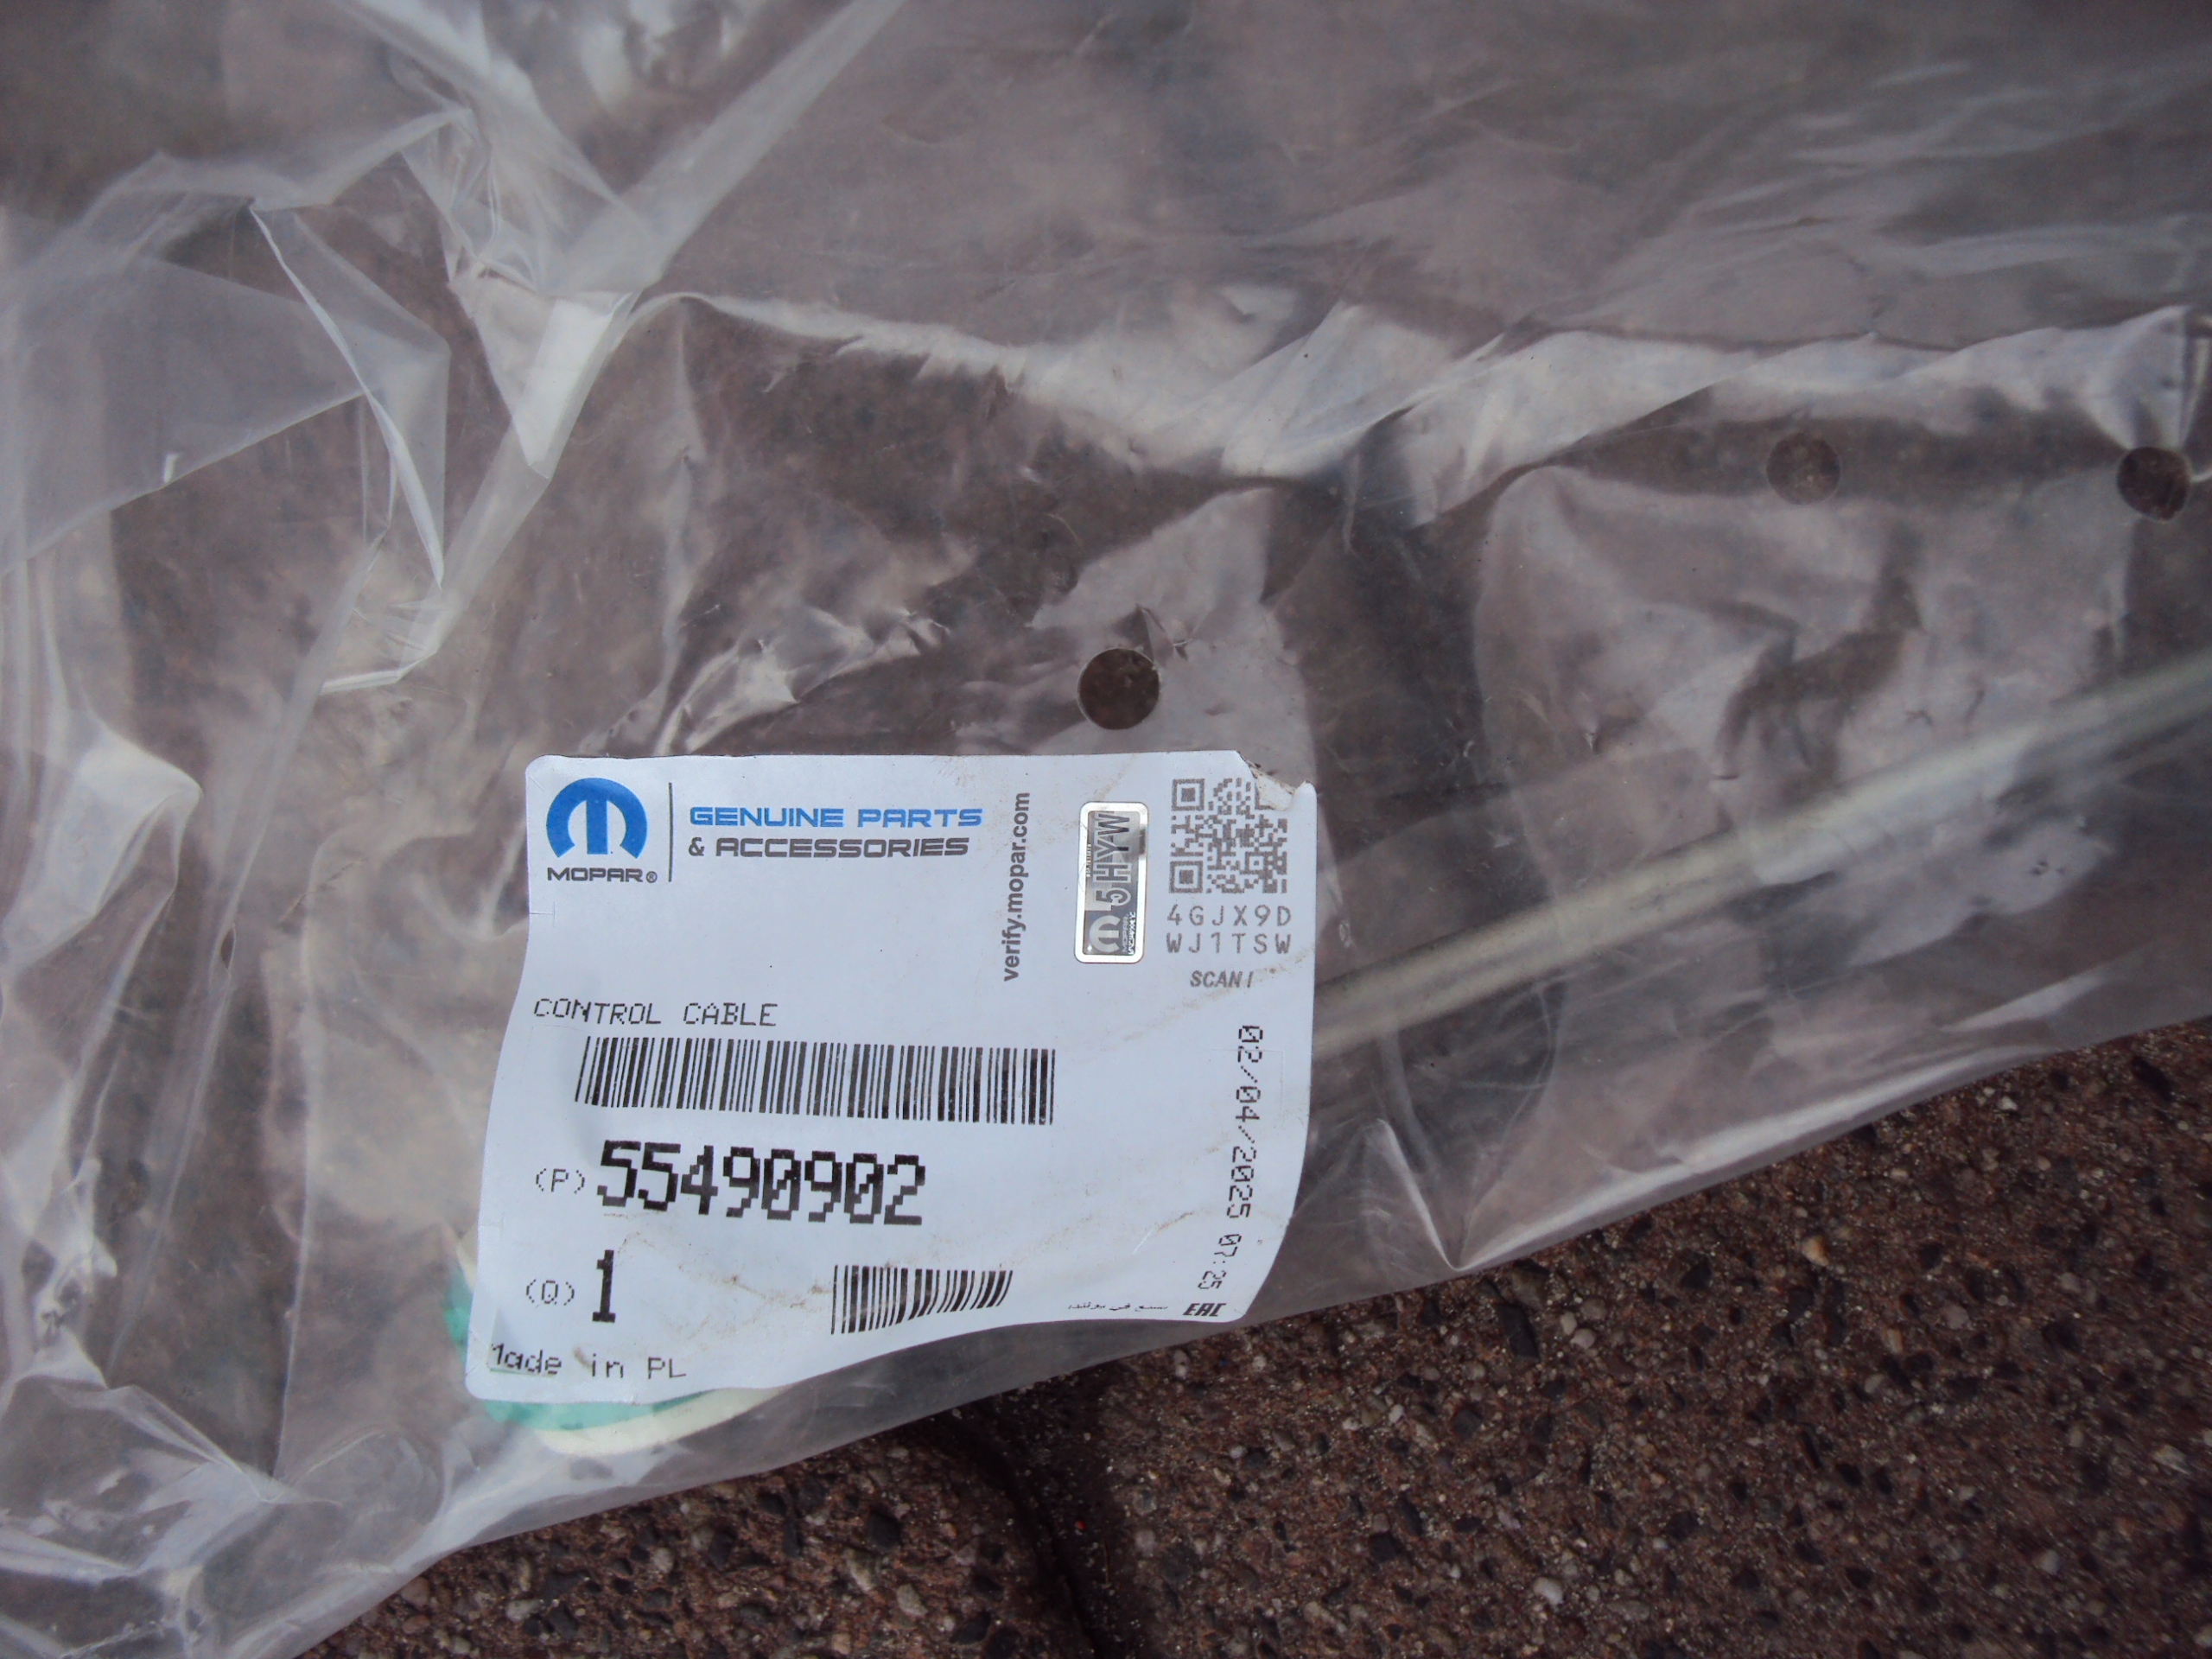 MOPAR®
GENUINE PARTS
& ACCESSORIES
verify.mopar.com
5HYW
4GJX9D
WJ1TSW
SCAN
CONTROL CABLE
(P) 55490902
(Q) 1
Made in PL
02/04/2025 07:25
EAC